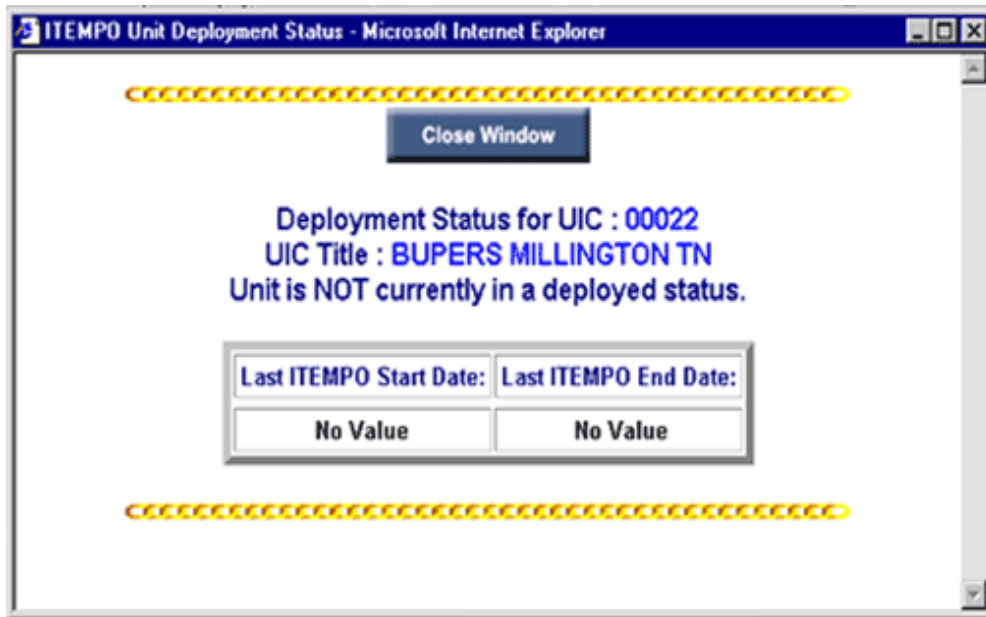 ITEMPO Unit Deployment Status - Microsoft Internet Explorer
Close Window
Deployment Status for UIC : 00022
UIC Title : BUPERS MILLINGTON TN
Unit is NOT currently in a deployed status.
Last ITEMPO Start Date: Last ITEMPO End Date:
No Value No Value